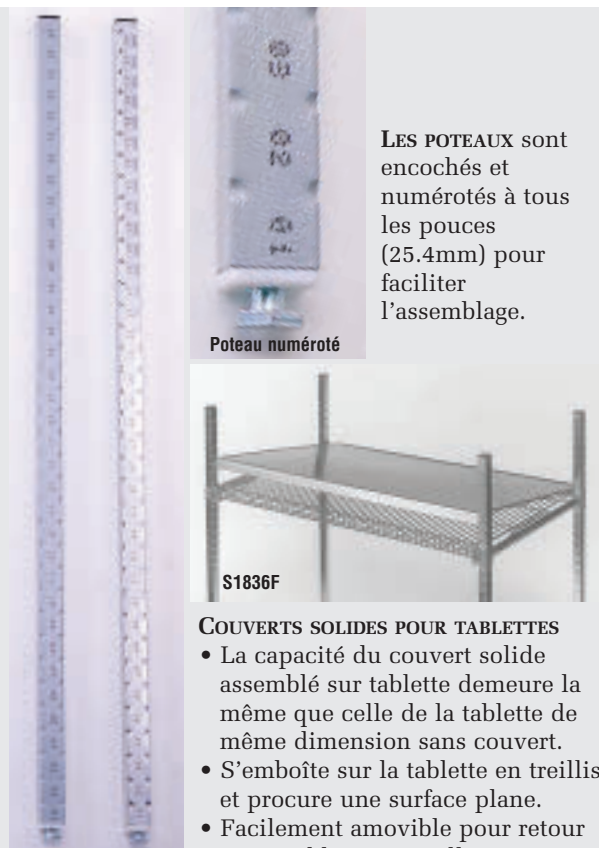 LES POTEAUX sont
encochés et
numérotés à tous
les pouces
(25.4mm) pour
faciliter
l'assemblage.
3
2
1
Poteau numéroté
S1836F
COUVERTS SOLIDES POUR TABLETTES
• La capacité du couvert solide
assemblé sur tablette demeure la
même que celle de la tablette de
même dimension sans couvert.
• S'emboîte sur la tablette en treillis
et procure une surface plane.
• Facilement amovible pour retour